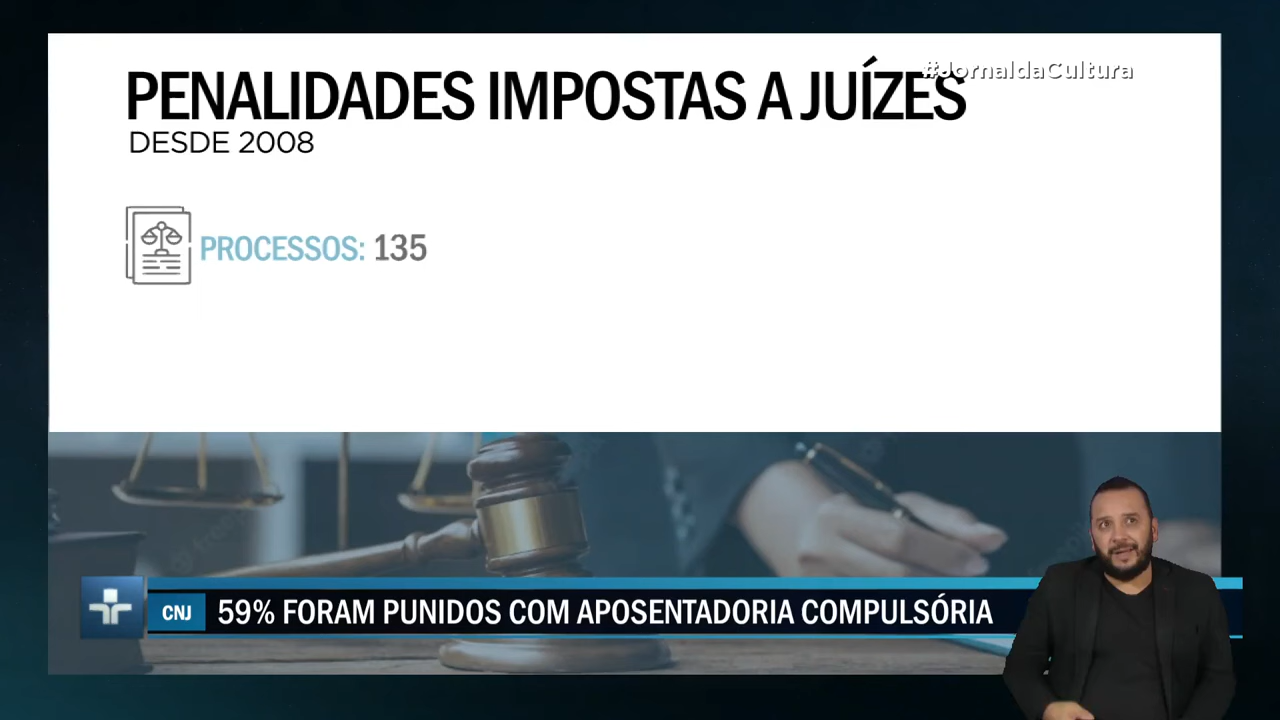 #JornaldaCultura
PENALIDADES IMPOSTAS A JUÍZES
DESDE 2008
PROCESSOS: 135
CNJ
59% FORAM PUNIDOS COM APOSENTADORIA COMPULSÓRIA